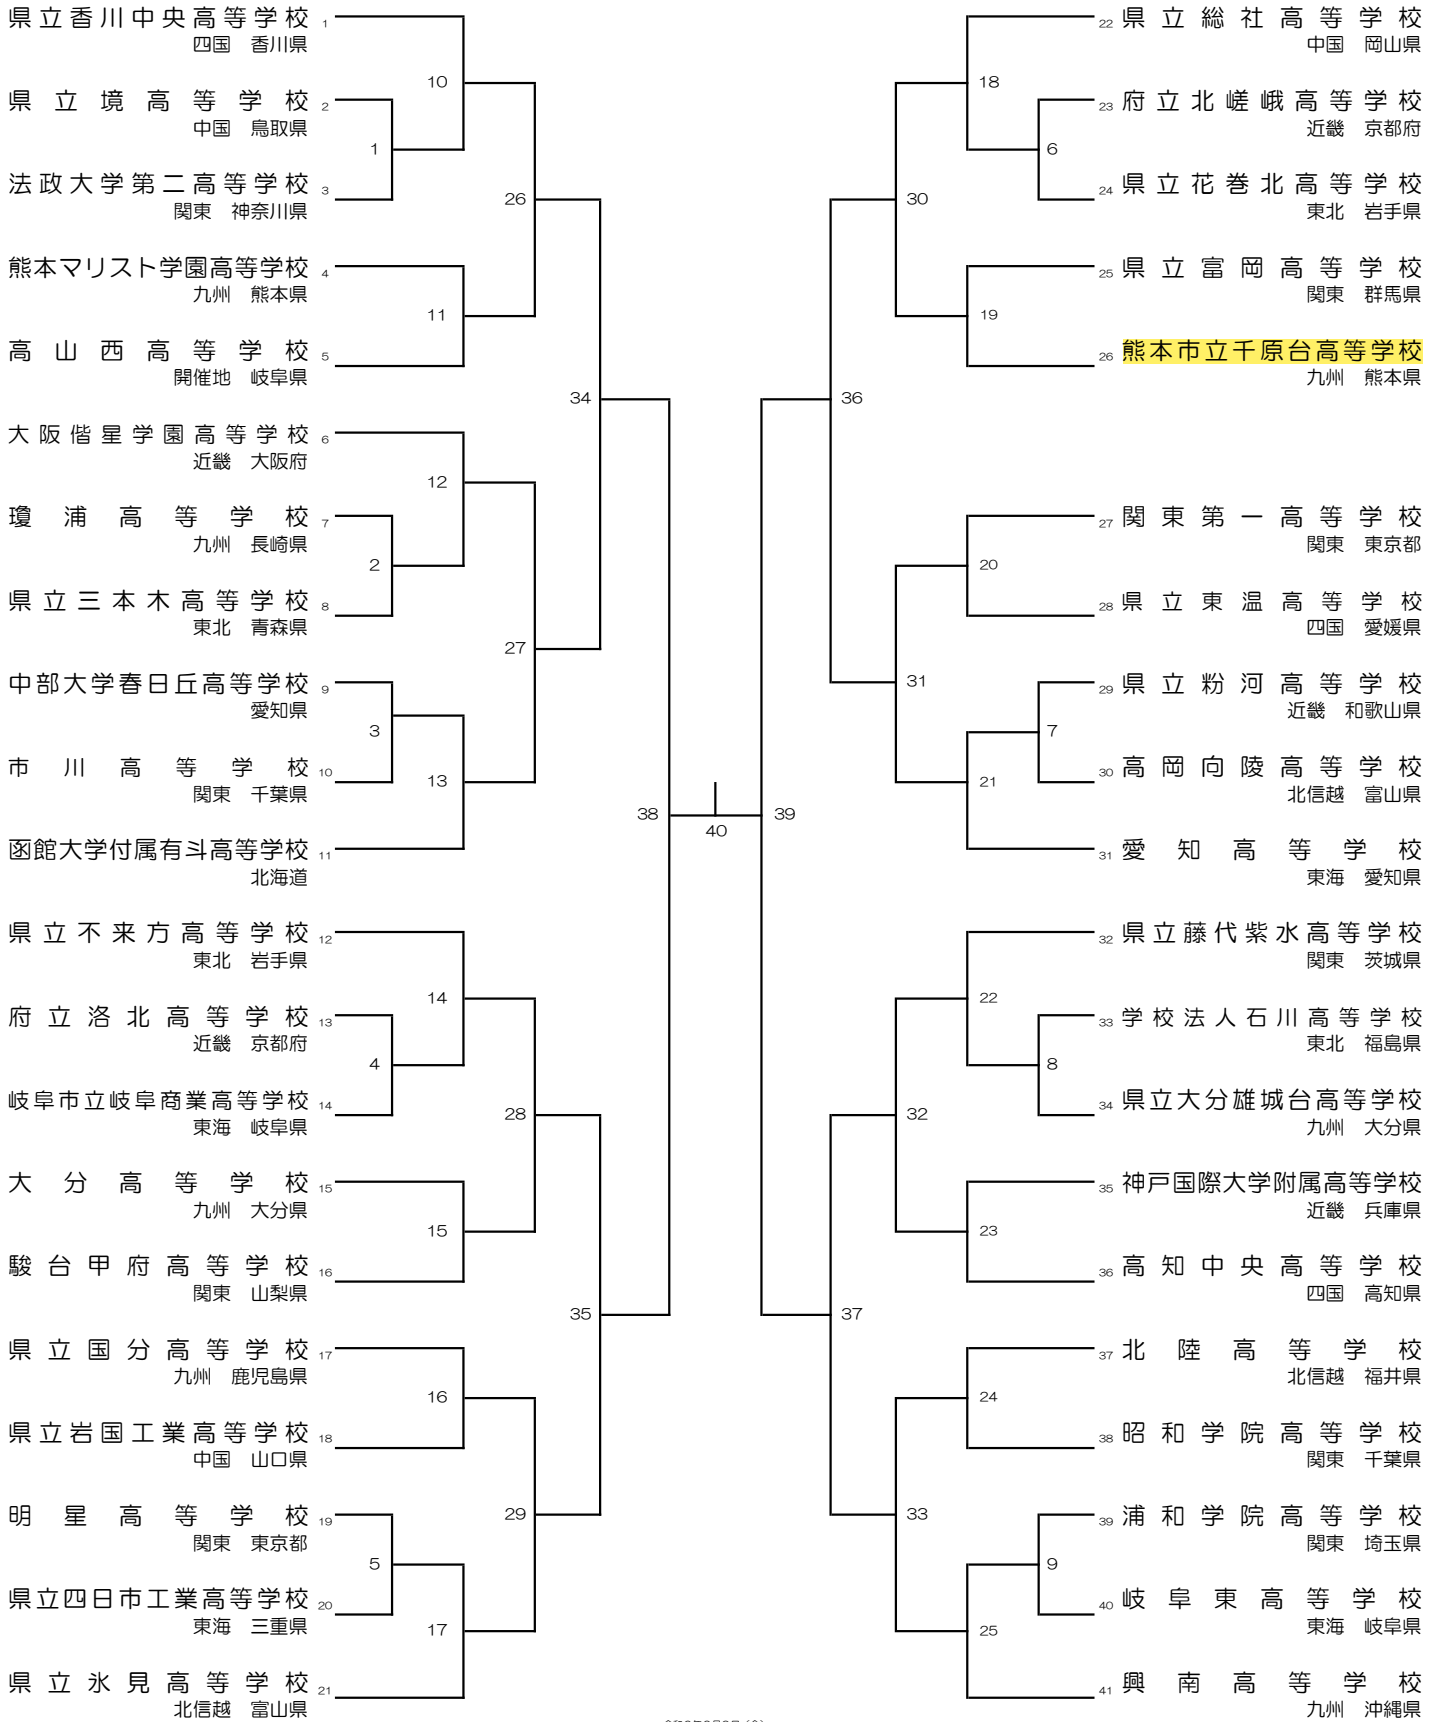 県立香川中央高等学校 1
四国 香川県
県立境高等学校 2
中国 鳥取県
法政大学第二高等学校 3
関東 神奈川県
熊本マリスト学園高等学校 4
九州 熊本県
高山西高等学校 5
開催地 岐阜県
大阪偕星学園高等学校 6
近畿 大阪府
瓊浦高等学校 7
九州 長崎県
県立三本木高等学校 8
東北 青森県
中部大学春日丘高等学校 9
愛知県
市川高等学校 10
関東 千葉県
函館大学付属有斗高等学校 11
北海道
県立不来方高等学校 12
東北 岩手県
府立洛北高等学校 13
近畿 京都府
岐阜市立岐阜商業高等学校 14
東海 岐阜県
大分高等学校 15
九州 大分県
駿台甲府高等学校 16
関東 山梨県
県立国分高等学校 17
九州 鹿児島県
県立岩国工業高等学校 18
中国 山口県
明星高等学校 19
関東 東京都
県立四日市工業高等学校 20
東海 三重県
県立氷見高等学校 21
北信越 富山県
1
2
3
4
5
10
11
12
13
14
15
16
17
26
27
28
29
34
35
38
40
39
36
37
30
31
32
33
18
19
20
21
22
23
24
25
6
7
8
9
22 県立総社高等学校
中国 岡山県
23 府立北嵯峨高等学校
近畿 京都府
24 県立花巻北高等学校
東北 岩手県
25 県立富岡高等学校
関東 群馬県
26 熊本市立千原台高等学校
九州 熊本県
27 関東第一高等学校
関東 東京都
28 県立東温高等学校
四国 愛媛県
29 県立粉河高等学校
近畿 和歌山県
30 高岡向陵高等学校
北信越 富山県
31 愛知高等学校
東海 愛知県
32 県立藤代紫水高等学校
関東 茨城県
33 学校法人石川高等学校
東北 福島県
34 県立大分雄城台高等学校
九州 大分県
35 神戸国際大学附属高等学校
近畿 兵庫県
36 高知中央高等学校
四国 高知県
37 北陸高等学校
北信越 福井県
38 昭和学院高等学校
関東 千葉県
39 浦和学院高等学校
関東 埼玉県
40 岐阜東高等学校
東海 岐阜県
41 興南高等学校
九州 沖縄県